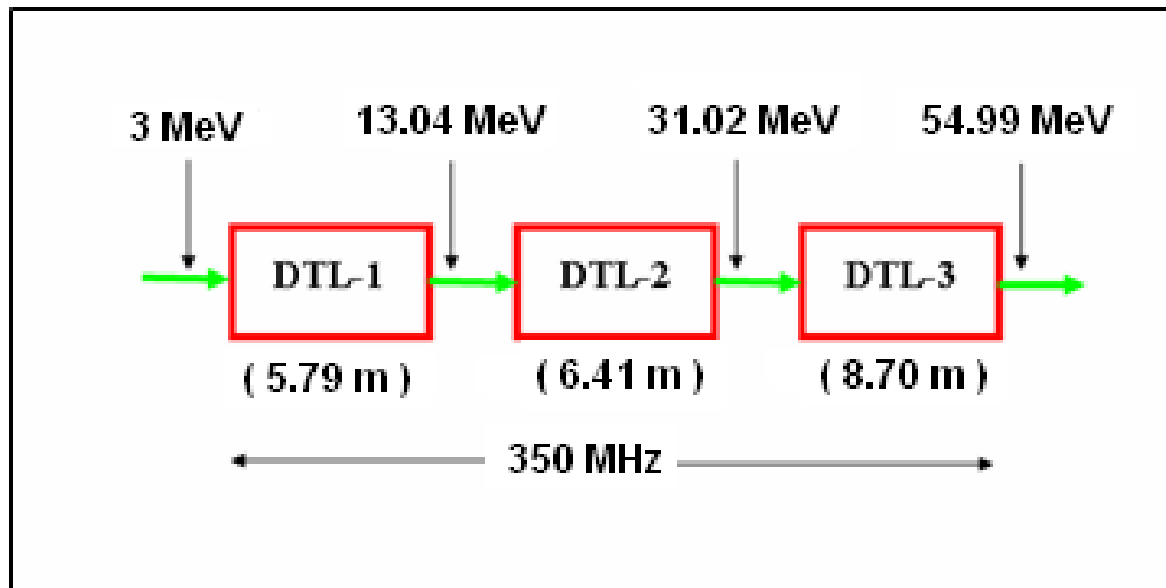 3 MeV 13.04 MeV 31.02 MeV 54.99 MeV
DTL-1 DTL-2 DTL-3
( 5.79 m ) ( 6.41 m ) ( 8.70 m )
350 MHz